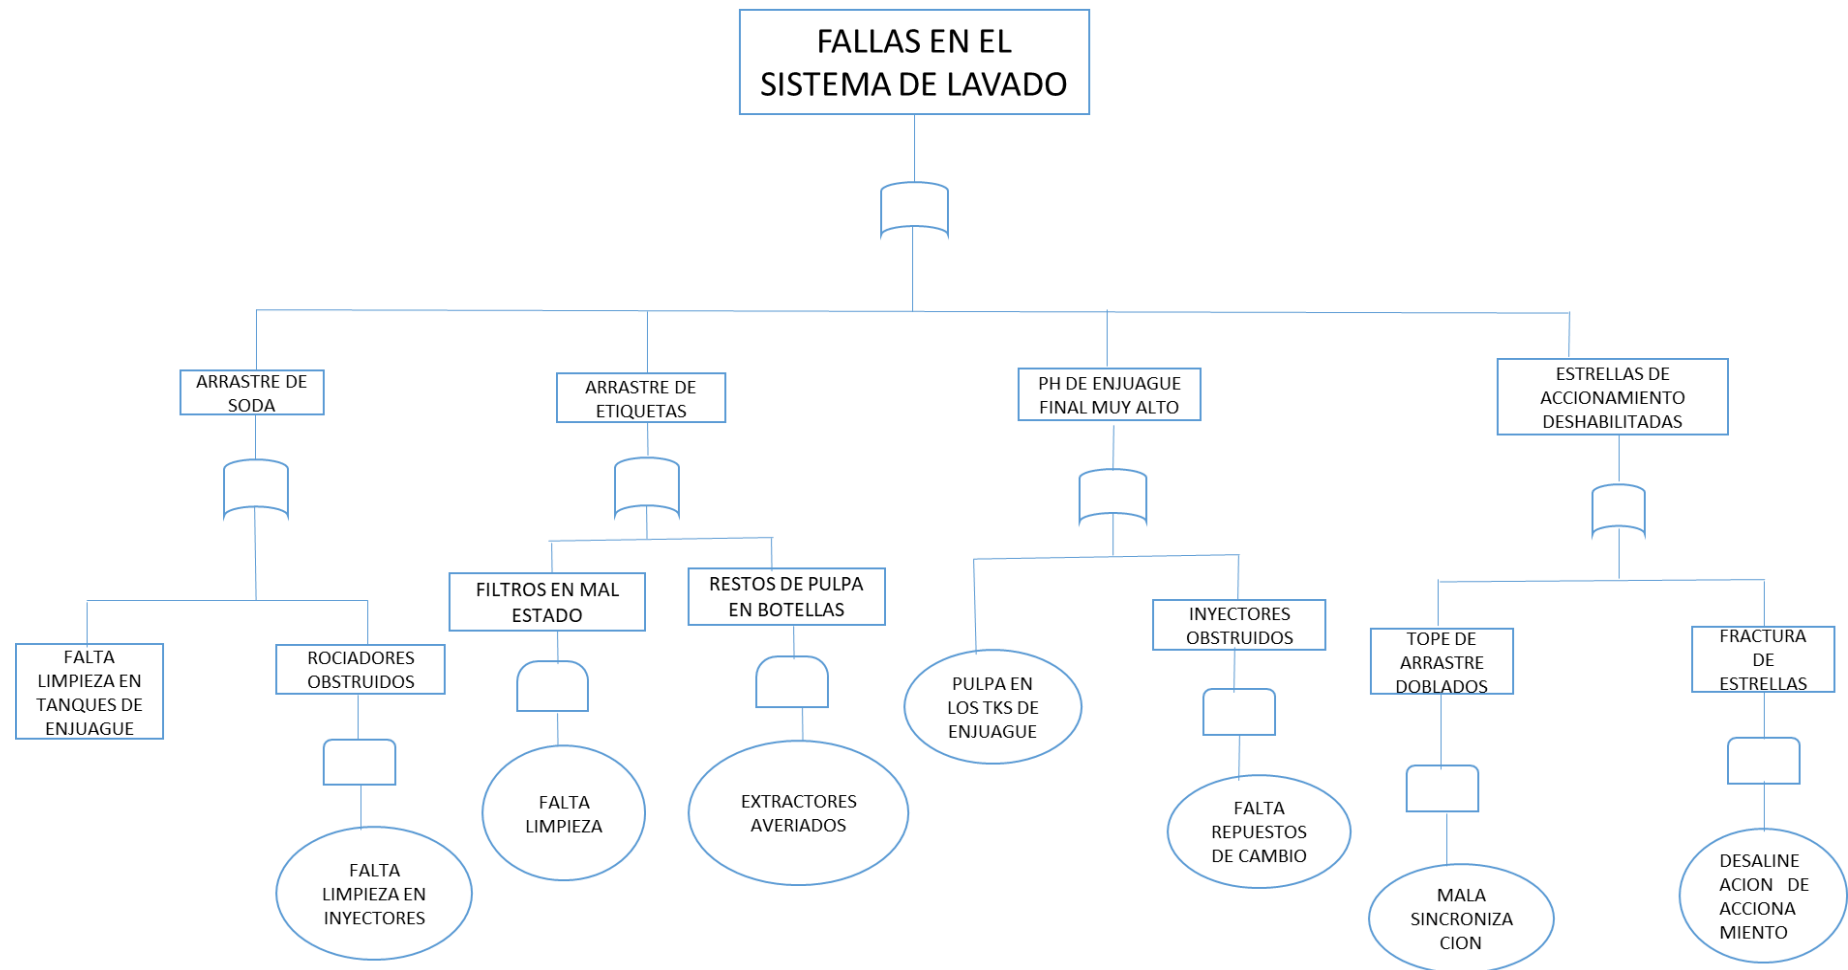 FALLAS EN EL
SISTEMA DE LAVADO
ARRASTRE DE
SODA
ARRASTRE DE
ETIQUETAS
PH DE ENJUAGUE
FINAL MUY ALTO
ESTRELLAS DE
ACCIONAMIENTO
DESHABILITADAS
FALTA
LIMPIEZA EN
TANQUES DE
ENJUAGUE
ROCIADORES
OBSTRUIDOS
FILTROS EN MAL
ESTADO
RESTOS DE PULPA
EN BOTELLAS
PULPA EN
LOS TKS DE
ENJUAGUE
INYECTORES
OBSTRUIDOS
TOPE DE
ARRASTRE
DOBLADOS
FRACTURA
DE
ESTRELLAS
FALTA
LIMPIEZA EN
INYECTORES
FALTA
LIMPIEZA
EXTRACTORES
AVERIADOS
FALTA
REPUESTOS
DE CAMBIO
MALA
SINCRONIZA
CION
DESALINE
ACION DE
ACCIONA
MIENTO